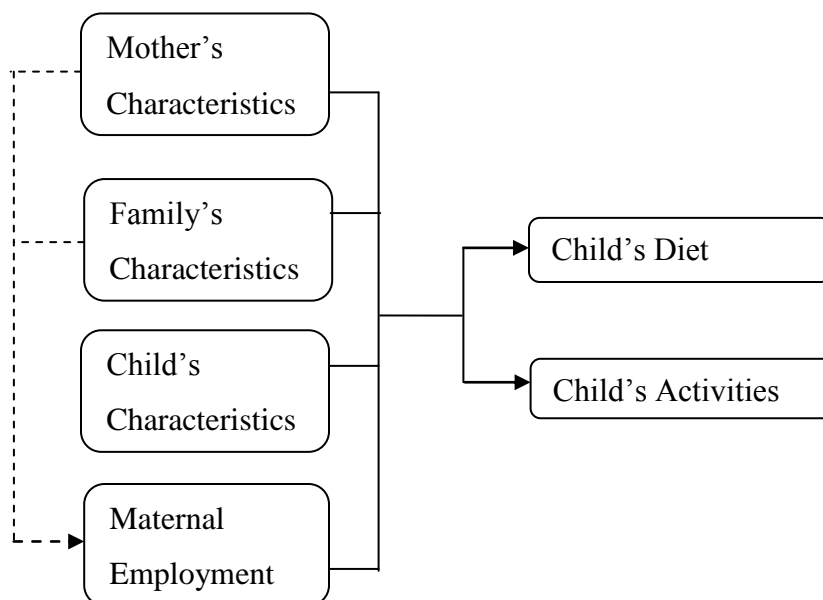 Mother’s
Characteristics
Family’s
Characteristics
Child’s
Characteristics
Maternal
Employment
Child’s Diet
Child’s Activities